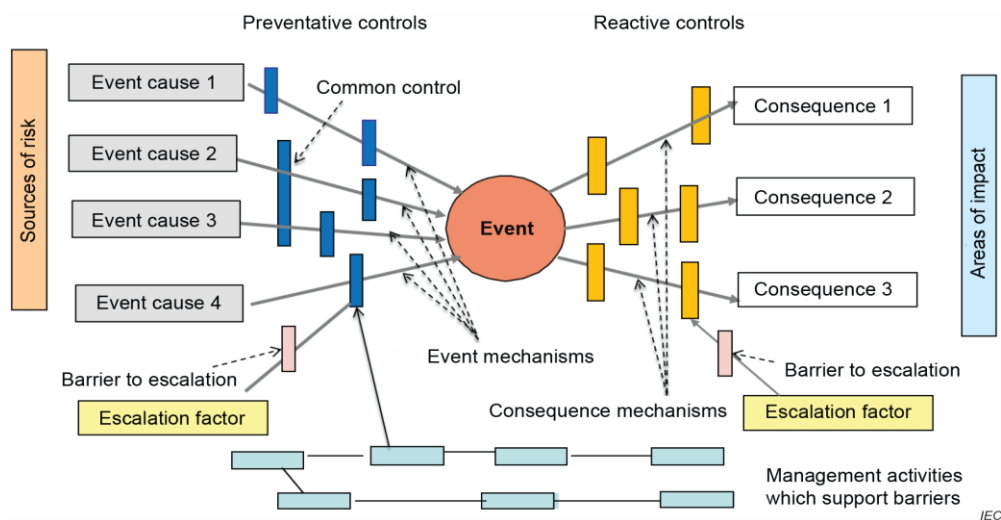 Preventative controls
Reactive controls
Sources of risk
Event cause 1
Event cause 2
Event cause 3
Event cause 4
Common control
Event
Event mechanisms
Barrier to escalation
Escalation factor
Consequence 1
Consequence 2
Consequence 3
Areas of impact
Consequence mechanisms
Barrier to escalation
Escalation factor
Management activities
which support barriers
IEC